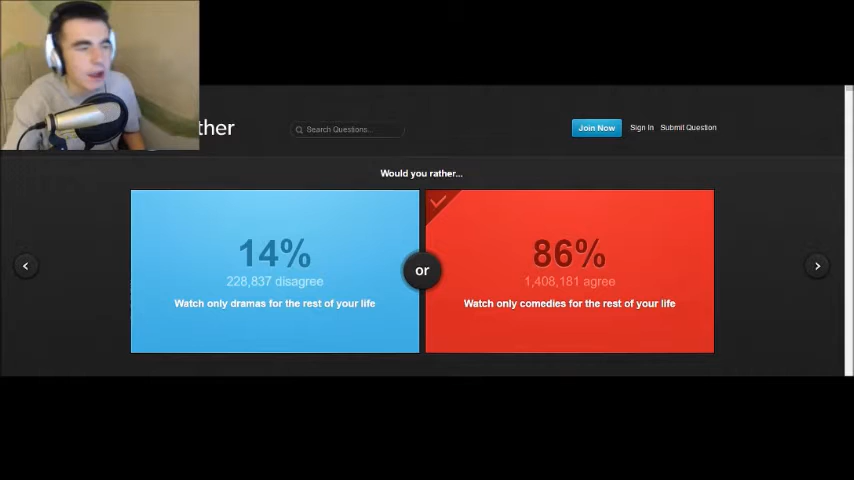 ther
Search Questions...
Join Now
Sign In
Submit Question
Would you rather...
14%
228,837 disagree
Watch only dramas for the rest of your life
or
86%
1,408,181 agree
Watch only comedies for the rest of your life